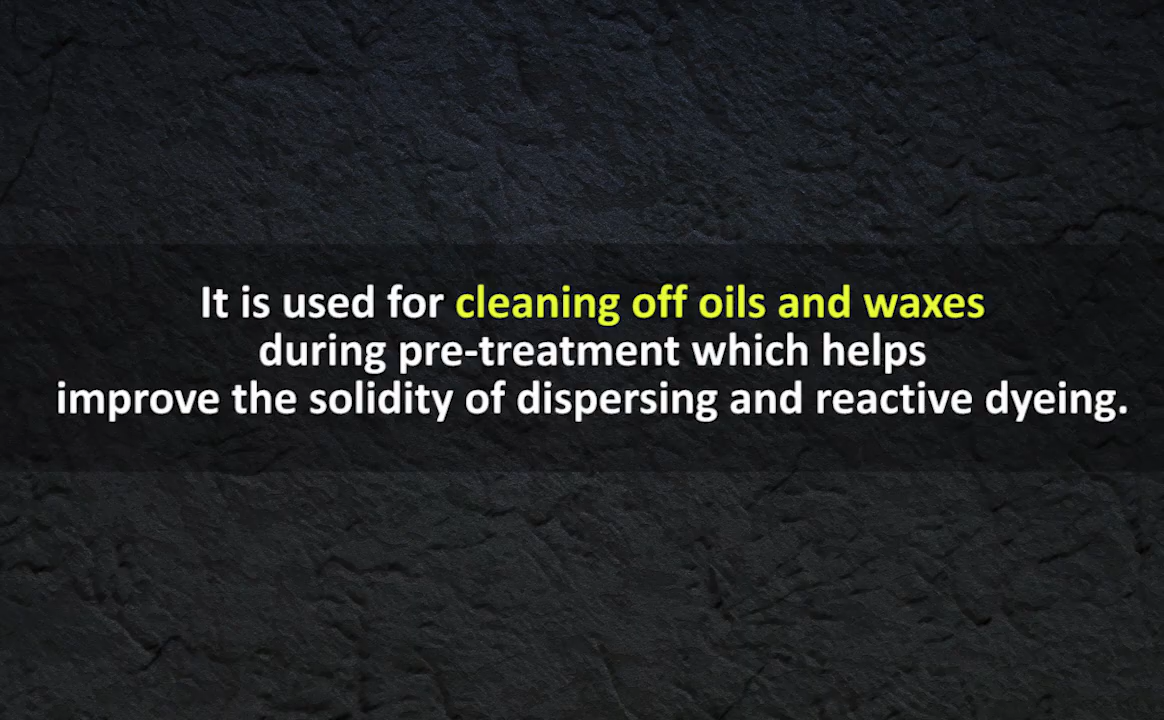 It is used for cleaning off oils and waxes
during pre-treatment which helps
improve the solidity of dispersing and reactive dyeing.